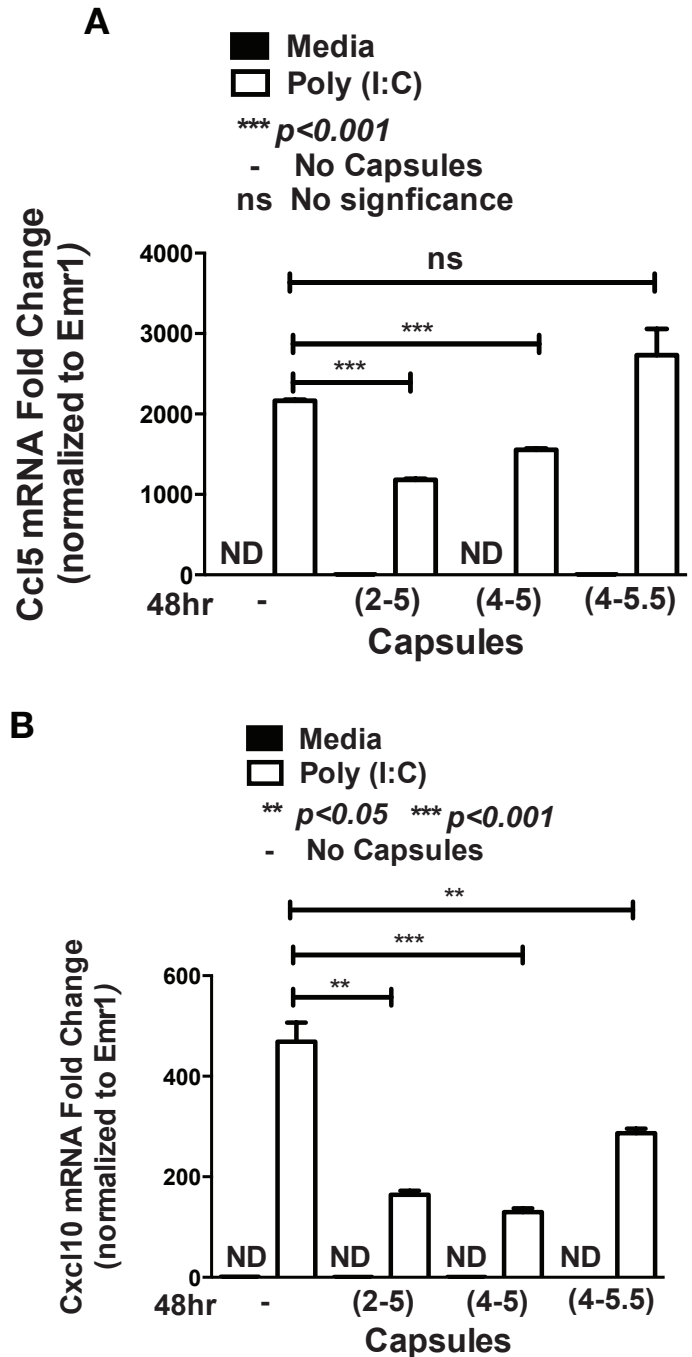 A
Media
Poly (I:C)
*** p<0.001
- No Capsules
ns No signficance
Ccl5 mRNA Fold Change
(normalized to Emr1)
4000
3000
2000
1000
0
ns
***
***
ND
ND
48hr - (2-5) (4-5) (4-5.5)
Capsules
B
Media
Poly (I:C)
** p<0.05 *** p<0.001
- No Capsules
Cxcl10 mRNA Fold Change
(normalized to Emr1)
600
400
200
0
**
***
**
ND ND ND ND
48hr - (2-5) (4-5) (4-5.5)
Capsules